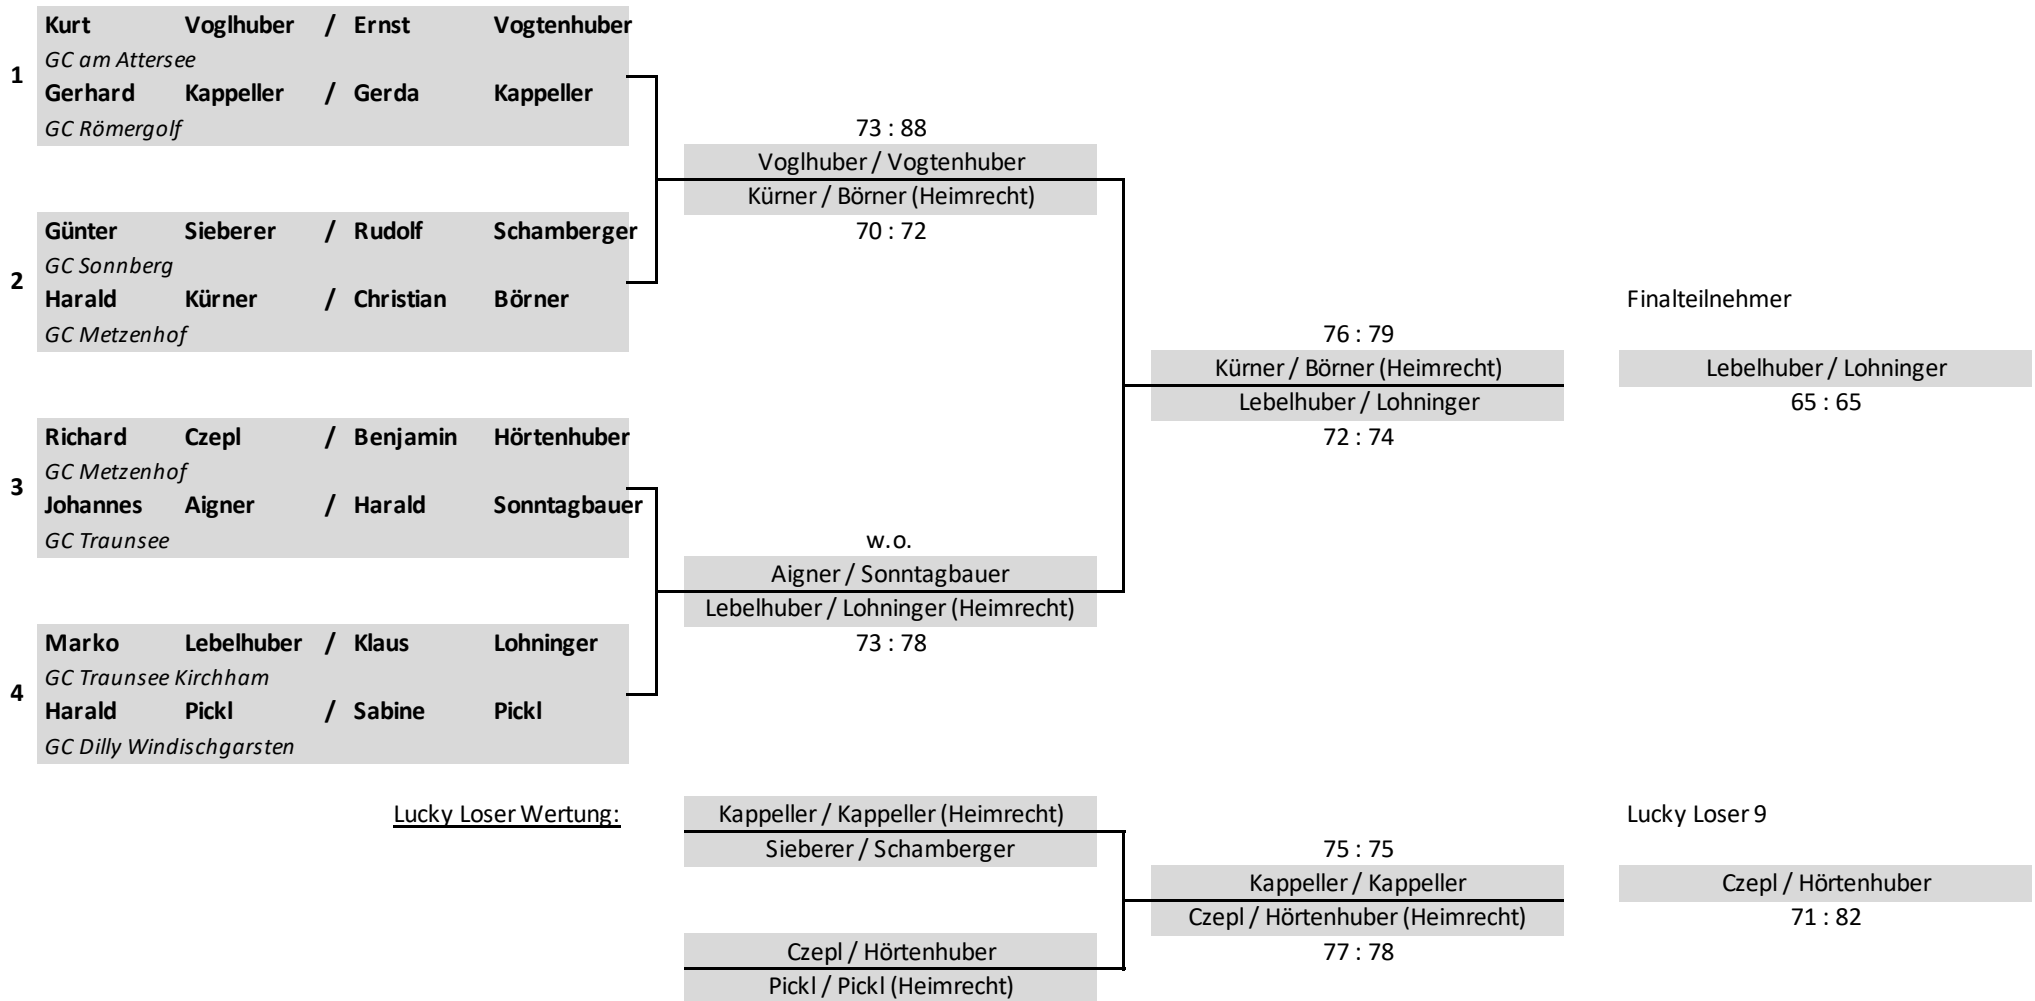 Kurt Voglhuber / Ernst Vogtenhuber
GC am Attersee
1
Gerhard Kappeller / Gerda Kappeller
GC Römergolf
73 : 88
Voglhuber / Vogtenhuber
Kürner / Börner (Heimrecht)
70 : 72
Günter Sieberer / Rudolf Schamberger
GC Sonnberg
2
Harald Kürner / Christian Börner
GC Metzenhof
Finalteilnehmer
76 : 79
Kürner / Börner (Heimrecht)
Lebelhuber / Lohninger
Lebelhuber / Lohninger
65 : 65
72 : 74
Richard Czepl / Benjamin Hörtenhuber
GC Metzenhof
3
Johannes Aigner / Harald Sonntagbauer
GC Traunsee
w.o.
Aigner / Sonntagbauer
Lebelhuber / Lohninger (Heimrecht)
73 : 78
Marko Lebelhuber / Klaus Lohninger
GC Traunsee Kirchham
4
Harald Pickl / Sabine Pickl
GC Dilly Windischgarsten
Lucky Loser Wertung:
Kappeller / Kappeller (Heimrecht)
Sieberer / Schamberger
Lucky Loser 9
75 : 75
Kappeller / Kappeller
Czepl / Hörtenhuber (Heimrecht)
Czepl / Hörtenhuber
71 : 82
77 : 78
Czepl / Hörtenhuber
Pickl / Pickl (Heimrecht)